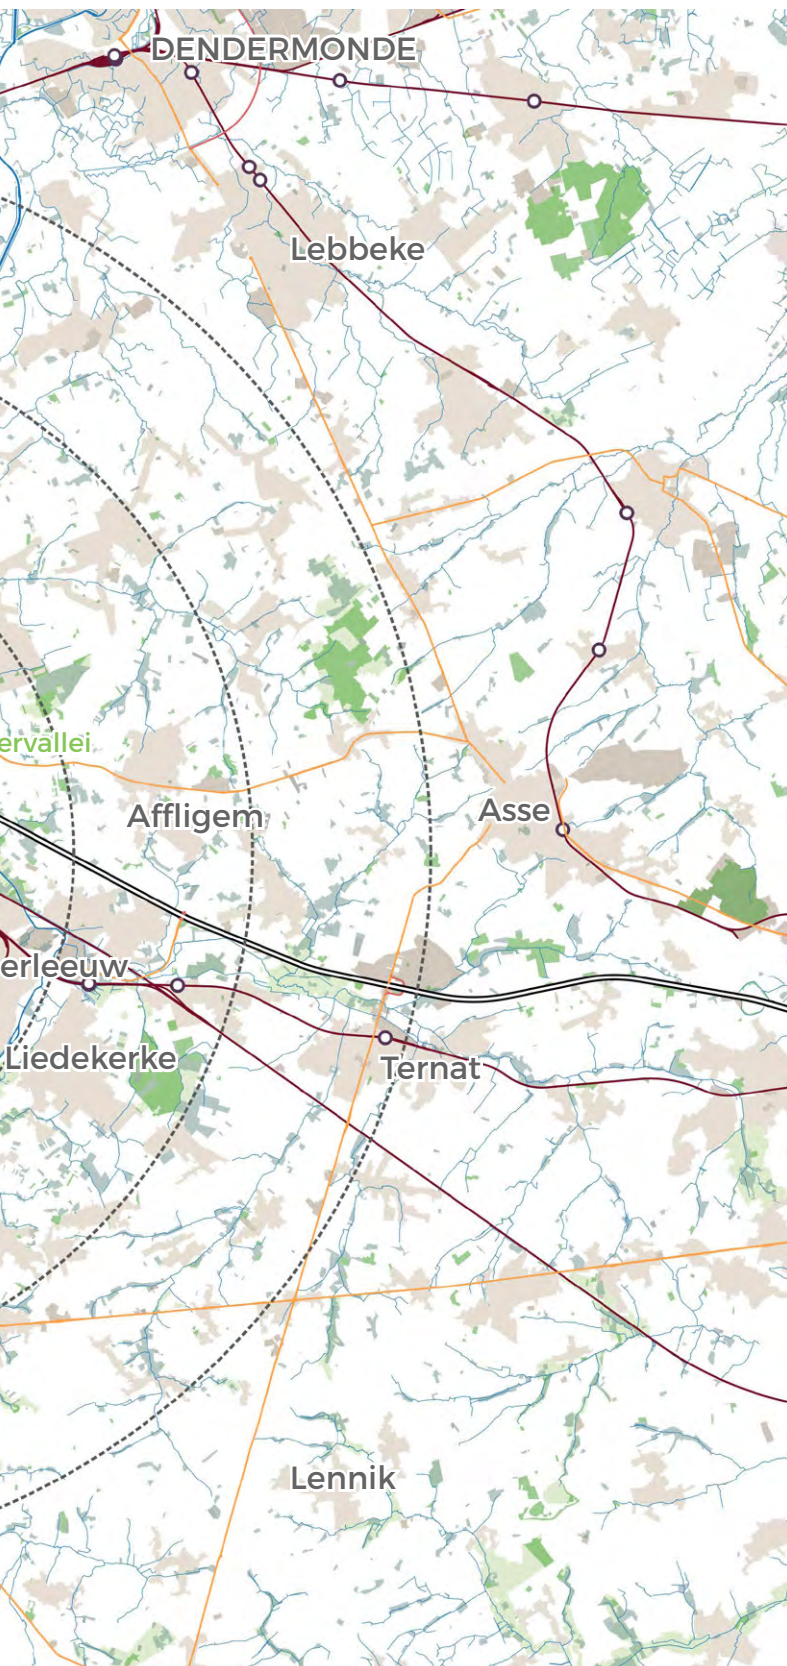 DENDERMONDE
Lebbeke
ervallei
Affligem
Asse
erleeuw
Liedekerke
Ternat
Lennik